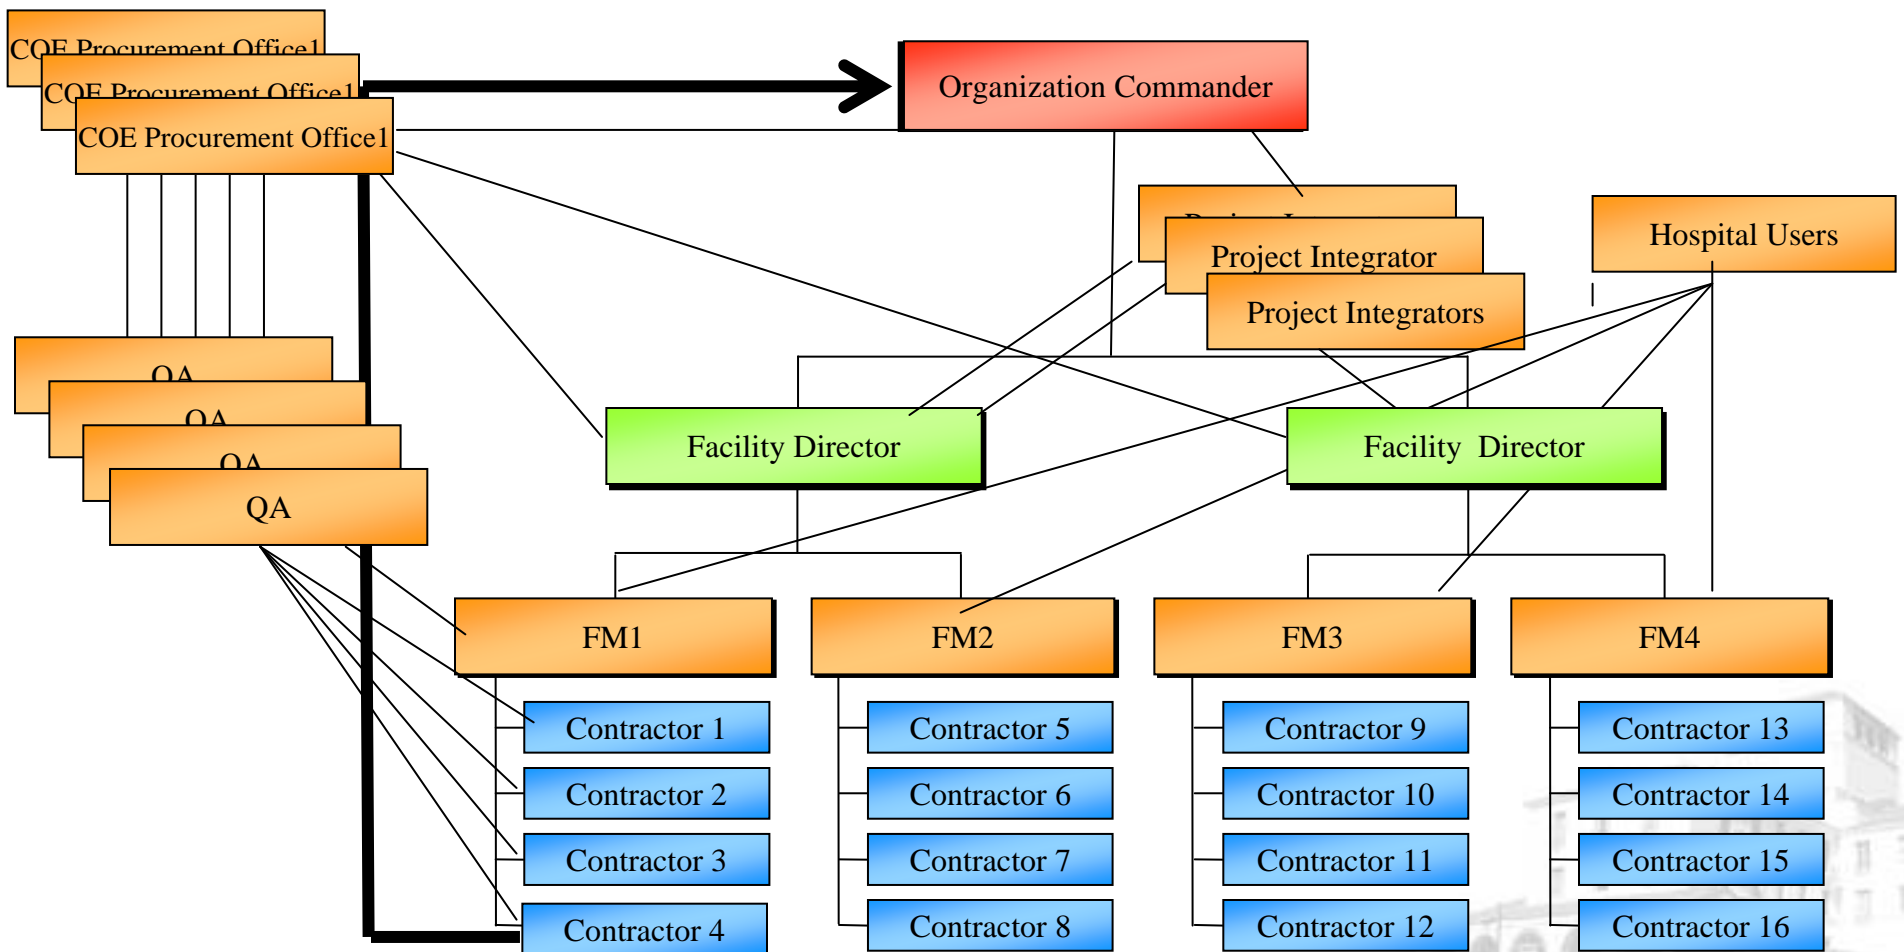 COE Procurement Office1
COE Procurement Office1
COE Procurement Office1
Organization Commander
Project Integrator
Project Integrators
Hospital Users
QA
QA
QA
QA
Facility Director
Facility  Director
FM1
FM2
FM3
FM4
Contractor 1
Contractor 2
Contractor 3
Contractor 4
Contractor 5
Contractor 6
Contractor 7
Contractor 8
Contractor 9
Contractor 10
Contractor 11
Contractor 12
Contractor 13
Contractor 14
Contractor 15
Contractor 16